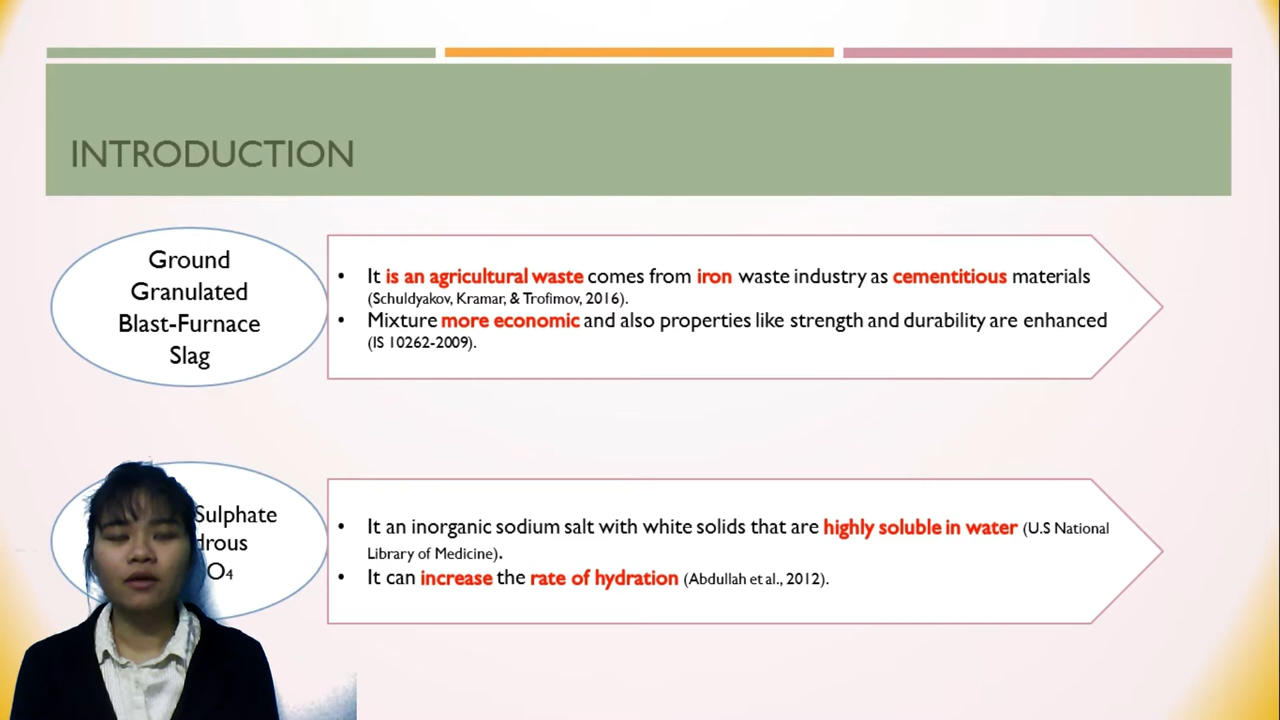 INTRODUCTION
Ground
Granulated
Blast-Furnace
Slag
• It is an agricultural waste comes from iron waste industry as cementitious materials
(Schuldyakov, Kramar, & Trofimov, 2016).
• Mixture more economic and also properties like strength and durability are enhanced
(IS 10262-2009).
Sulphate
drous
O4
• It an inorganic sodium salt with white solids that are highly soluble in water (U.S National
Library of Medicine).
• It can increase the rate of hydration (Abdullah et al., 2012).